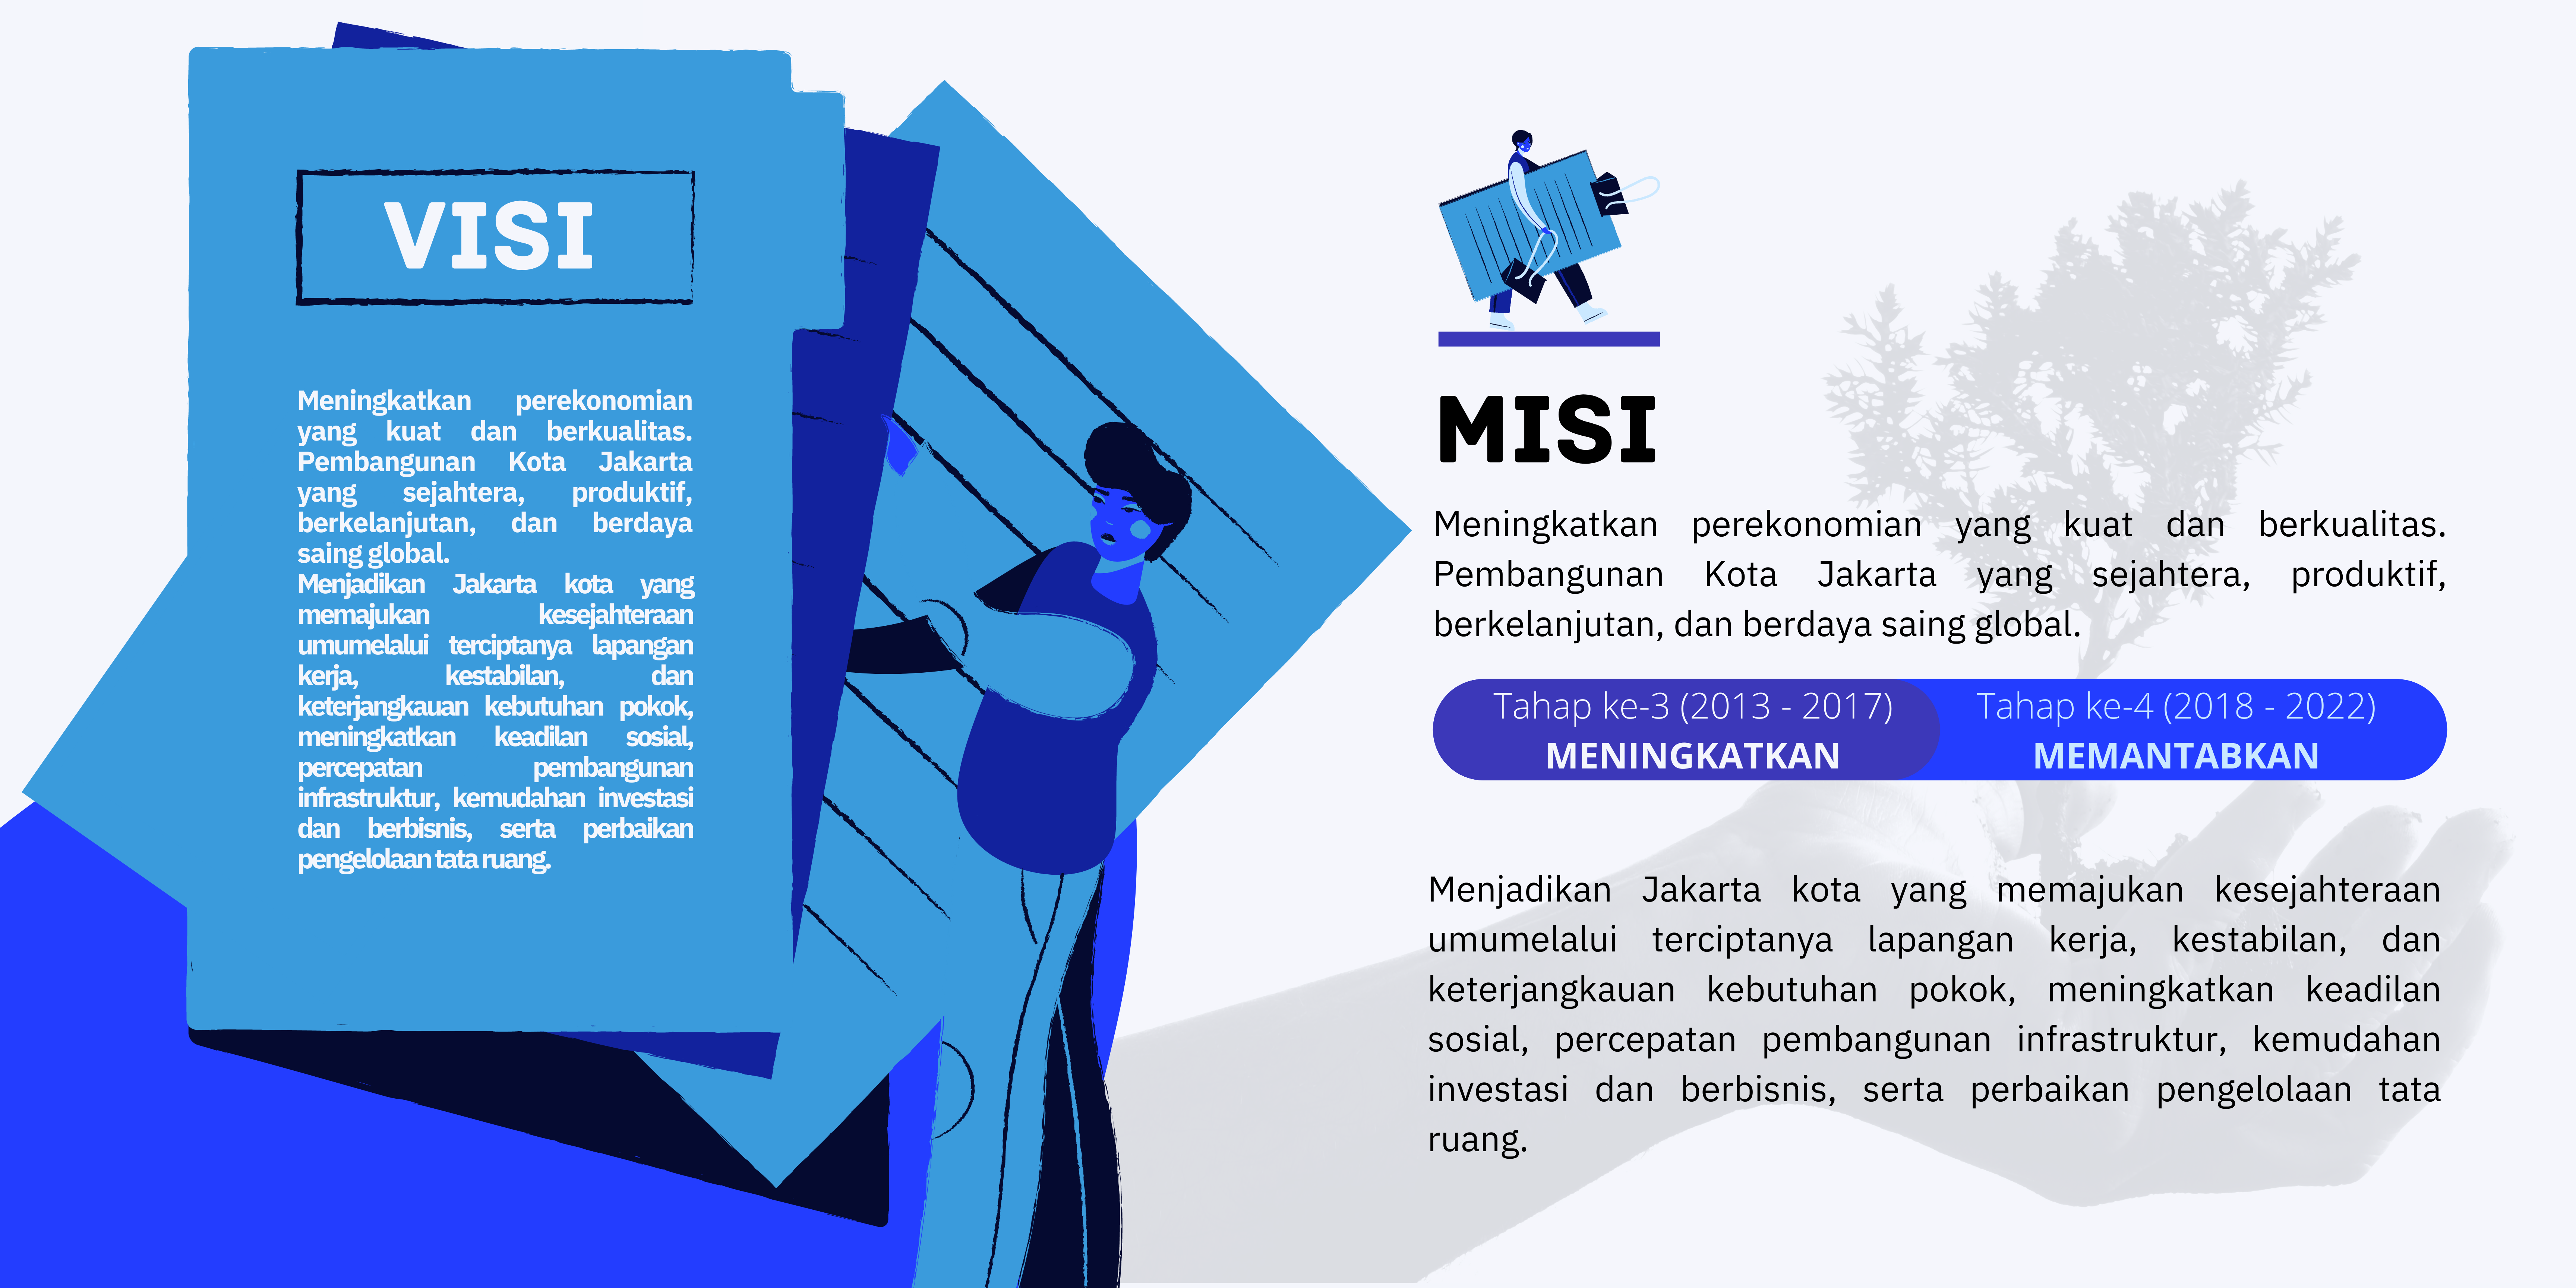 VISI
Meningkatkan perekonomian
yang kuat dan berkualitas.
Pembangunan Kota Jakarta
yang sejahtera, produktif,
berkelanjutan, dan berdaya
saing global.
Menjadikan Jakarta kota yang
memajukan kesejahteraan
umumelalui terciptanya lapangan
kerja, kestabilan, dan
keterjangkauan kebutuhan pokok,
meningkatkan keadilan sosial,
percepatan pembangunan
infrastruktur, kemudahan investasi
dan berbisnis, serta perbaikan
pengelolaan tata ruang.
MISI
Meningkatkan perekonomian yang kuat dan berkualitas.
Pembangunan Kota Jakarta yang sejahtera, produktif,
berkelanjutan, dan berdaya saing global.
Tahap ke-3 (2013 - 2017)
MENINGKATKAN
Tahap ke-4 (2018 - 2022)
MEMANTABKAN
Menjadikan Jakarta kota yang memajukan kesejahteraan
umumelalui terciptanya lapangan kerja, kestabilan, dan
keterjangkauan kebutuhan pokok, meningkatkan keadilan
sosial, percepatan pembangunan infrastruktur, kemudahan
investasi dan berbisnis, serta perbaikan pengelolaan tata
ruang.